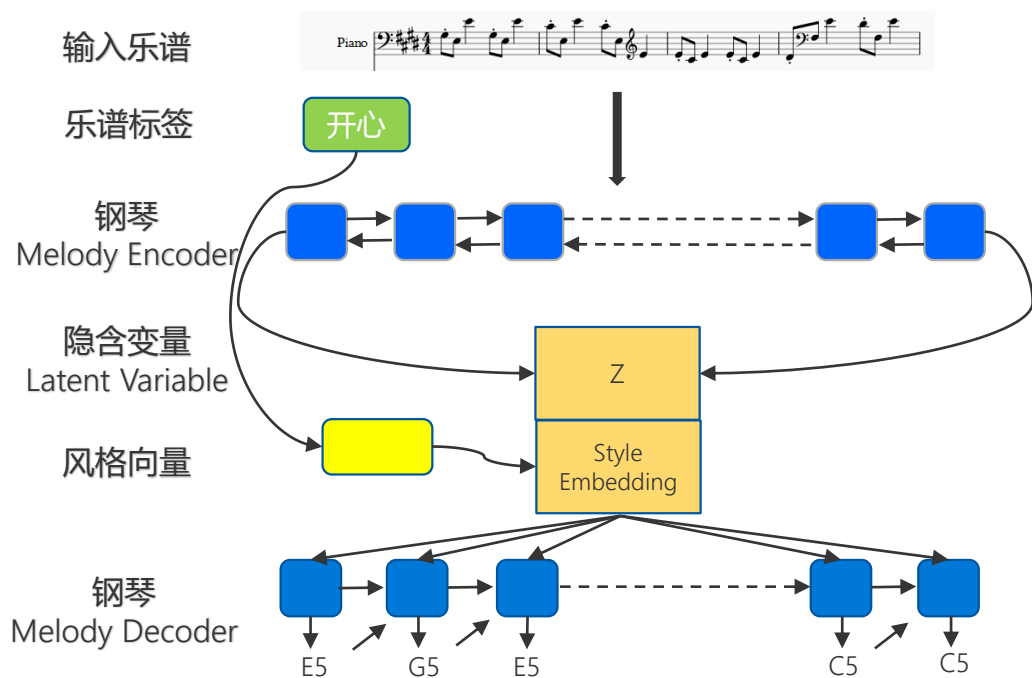 输入乐谱
Piano
乐谱标签
开心
钢琴
Melody Encoder
隐含变量
Latent Variable
Z
风格向量
Style
Embedding
钢琴
Melody Decoder
E5
G5
E5
C5
C5